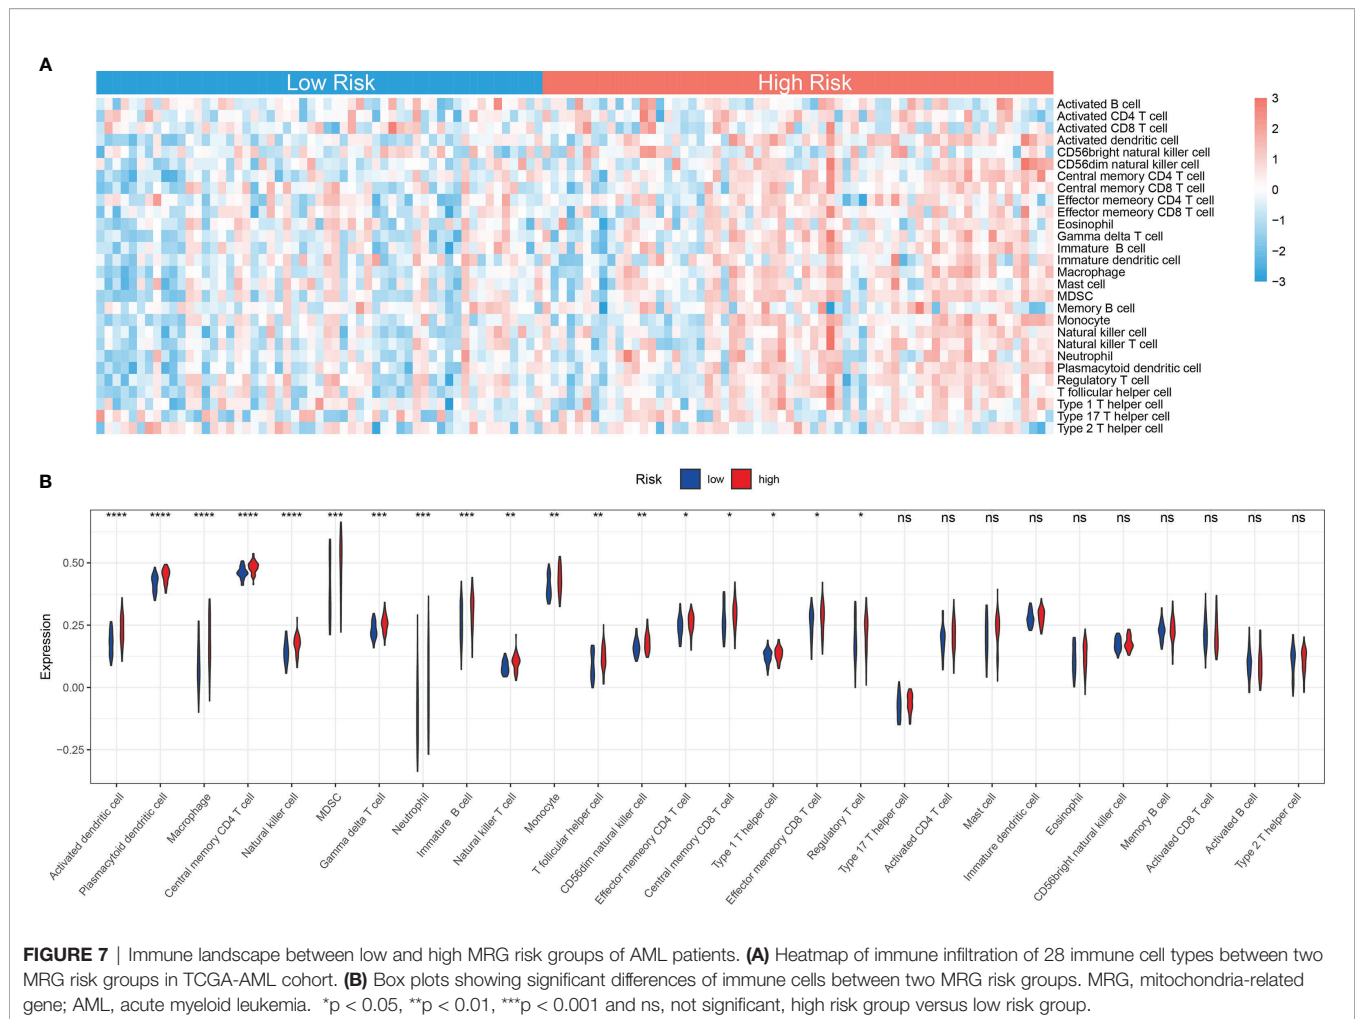 A
Low Risk
High Risk
Activated B cell
Activated CD4 T cell
Activated CD8 T cell
Activated dendritic cell
CD56bright natural killer cell
CD56dim natural killer cell
Central memory CD4 T cell
Central memory CD8 T cell
Effector memeory CD4 T cell
Effector memeory CD8 T cell
Eosinophil
Gamma delta T cell
Immature B cell
Immature dendritic cell
Macrophage
Mast cell
MDSC
Memory B cell
Monocyte
Natural killer cell
Natural killer T cell
Neutrophil
Plasmacytoid dendritic cell
Regulatory T cell
T follicular helper cell
Type 1 T helper cell
Type 17 T helper cell
Type 2 T helper cell
3
2
1
0
−1
−2
−3
B
Risk low high
**** **** **** **** **** *** *** *** *** ** ** ** ** * * * * * ns ns ns ns ns ns ns ns ns ns
Expression
0.50
0.25
0.00
−0.25
Activated dendritic cell
Plasmacytoid dendritic cell
Macrophage
Central memory CD4 T cell
Natural killer cell
MDSC
Gamma delta T cell
Neutrophil
Immature B cell
Natural killer T cell
Monocyte
T follicular helper cell
CD56dim natural killer cell
Effector memeory CD4 T cell
Central memory CD8 T cell
Type 1 T helper cell
Effector memeory CD8 T cell
Regulatory T cell
Type 17 T helper cell
Activated CD4 T cell
Mast cell
Immature dendritic cell
Eosinophil
CD56bright natural killer cell
Memory B cell
Activated CD8 T cell
Activated B cell
Type 2 T helper cell
FIGURE 7 | Immune landscape between low and high MRG risk groups of AML patients. (A) Heatmap of immune infiltration of 28 immune cell types between two
MRG risk groups in TCGA-AML cohort. (B) Box plots showing significant differences of immune cells between two MRG risk groups. MRG, mitochondria-related
gene; AML, acute myeloid leukemia. *p < 0.05, **p < 0.01, ***p < 0.001 and ns, not significant, high risk group versus low risk group.